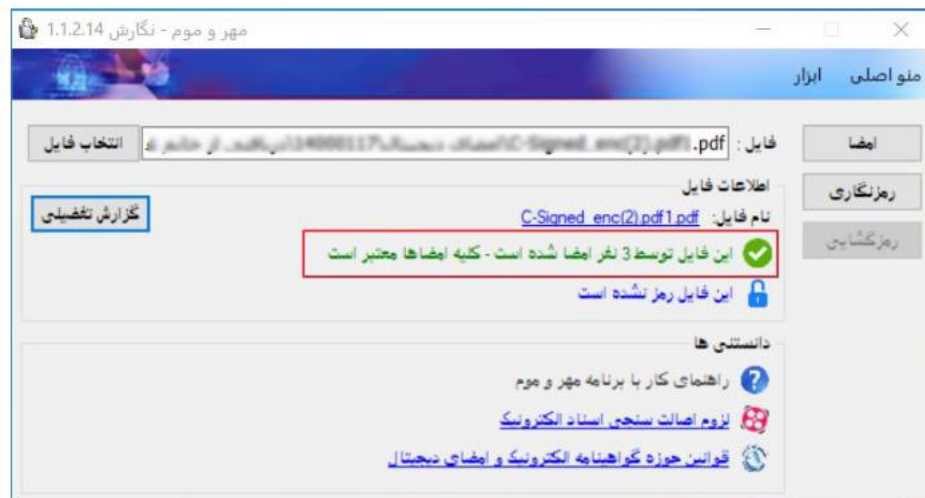 مهر و موم - نگارش 1.1.2.14
منو اصلی ابزار
امضا
فایل : .pdf انتخاب فایل
رمزنگاری
رمزگشایی
اطلاعات فایل
نام فایل: C-Signed_enc(2).pdf1.pdf
گزارش تفضیلی
این فایل توسط 3 نفر امضا شده است - کلیه امضاها معتبر است
این فایل رمز نشده است
دانستنی ها
راهنمای کار با برنامه مهر و موم
لزوم اصالت سنجی اسناد الکترونیک
قوانین حوزه گواهینامه الکترونیک و امضای دیجیتال